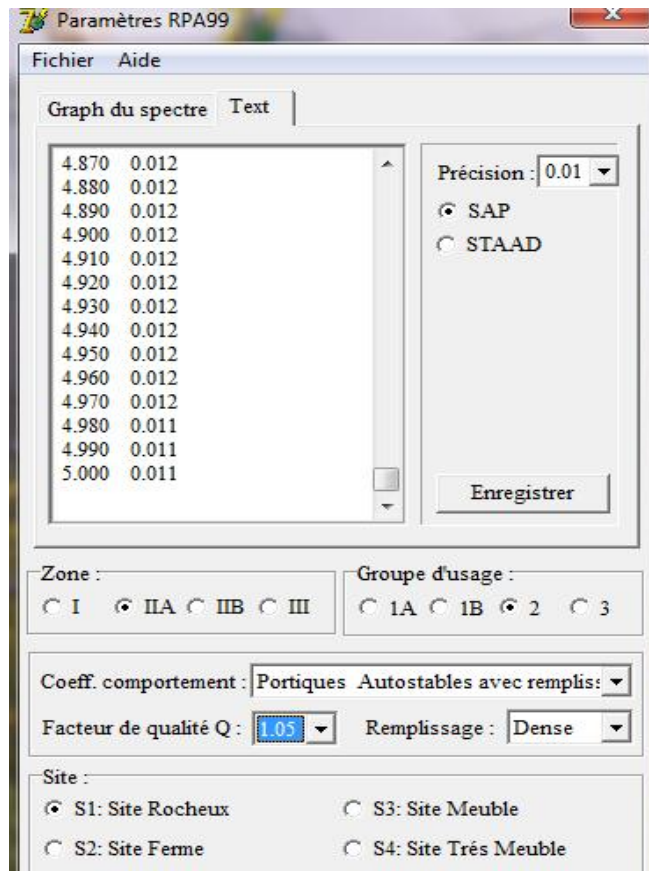 Paramètres RPA99
Fichier Aide
Graph du spectre Text
4.870 0.012
4.880 0.012
4.890 0.012
4.900 0.012
4.910 0.012
4.920 0.012
4.930 0.012
4.940 0.012
4.950 0.012
4.960 0.012
4.970 0.012
4.980 0.011
4.990 0.011
5.000 0.011
Précision : 0.01
SAP
STAAD
Enregistrer
Zone :
I IIA IIB III
Groupe d'usage :
1A 1B 2 3
Coeff. comportement : Portiques Autostables avec remplis
Facteur de qualité Q : 1.05 Remplissage : Dense
Site :
S1: Site Rocheux S3: Site Meuble
S2: Site Ferme S4: Site Trés Meuble